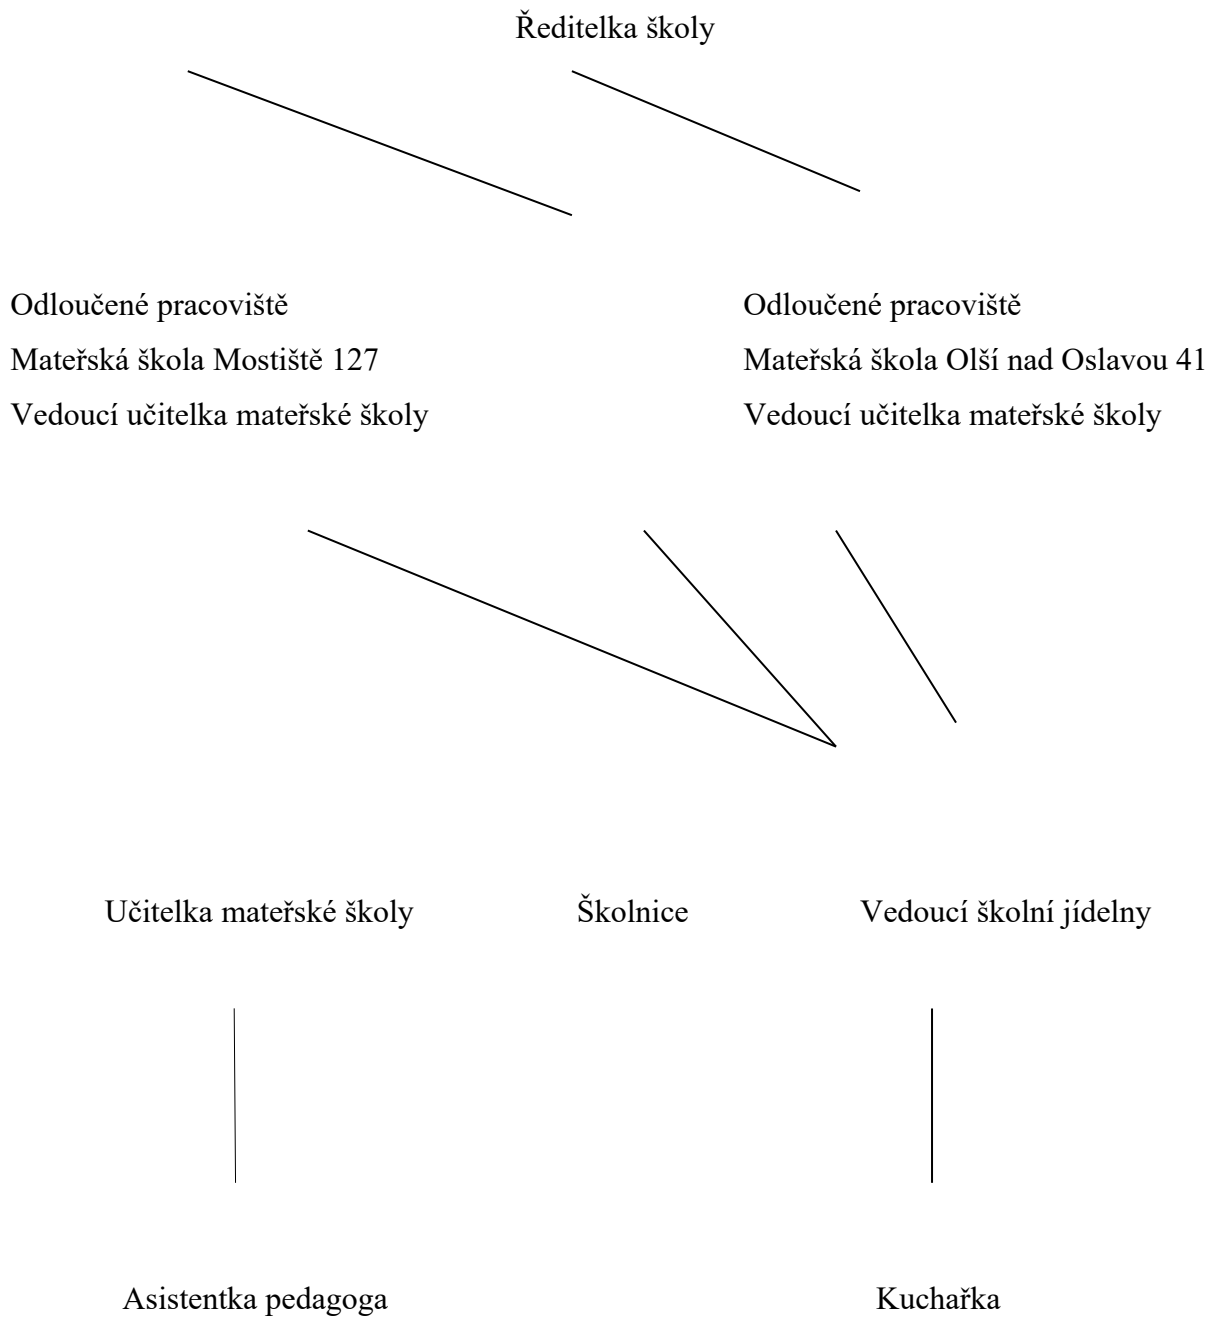 Ředitelka školy
Odloučené pracoviště
Mateřská škola Mostiště 127
Vedoucí učitelka mateřské školy
Odloučené pracoviště
Mateřská škola Olší nad Oslavou 41
Vedoucí učitelka mateřské školy
Učitelka mateřské školy
Školnice
Vedoucí školní jídelny
Asistentka pedagoga
Kuchařka